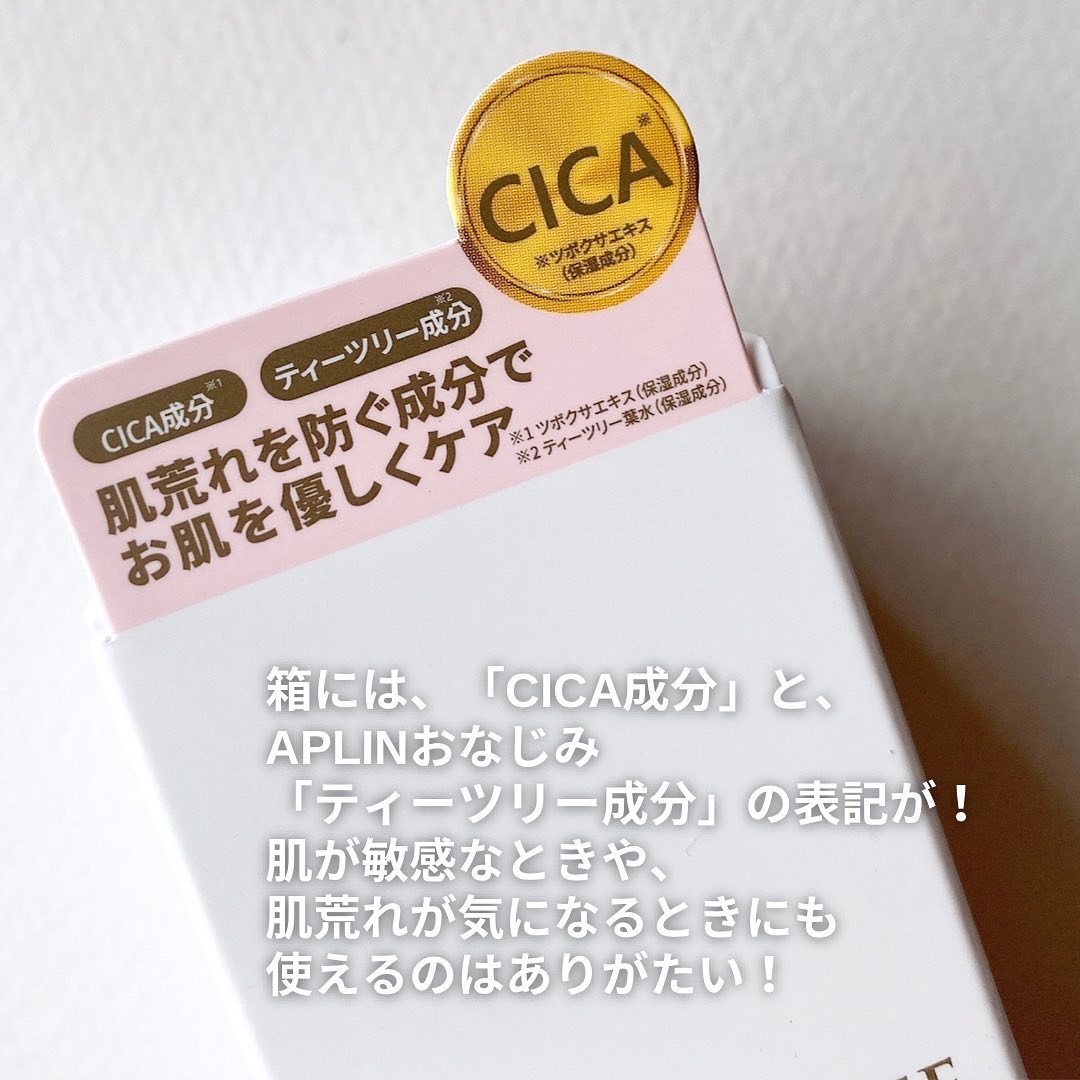 CICA※
※ツボクサエキス
(保湿成分)
CICA成分※1
ティーツリー成分※2
肌荒れを防ぐ成分で
お肌を優しくケア
※1 ツボクサエキス(保湿成分)
※2 ティーツリー葉水(保湿成分)
箱には、「CICA成分」と、
APLINおなじみ
「ティーツリー成分」の表記が！
肌が敏感なときや、
肌荒れが気になるときにも
使えるのはありがたい！